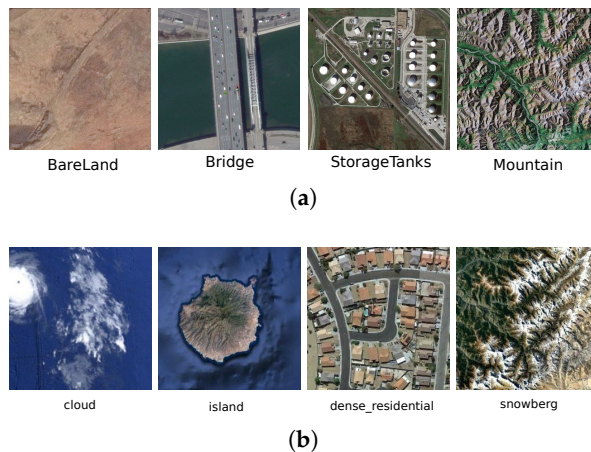 BareLand
Bridge
StorageTanks
Mountain
(a)
cloud
island
dense_residential
snowberg
(b)